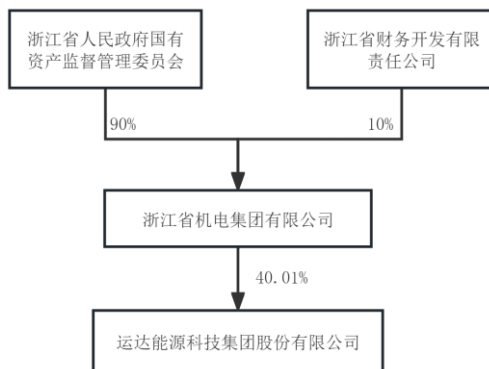 浙江省人民政府国有
资产监督管理委员会
浙江省财务开发有限
责任公司
90%
10%
浙江省机电集团有限公司
40.01%
运达能源科技集团股份有限公司